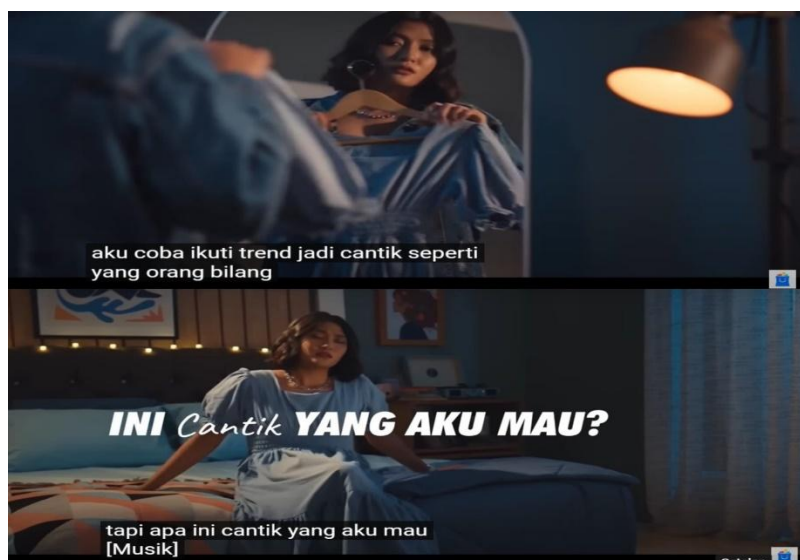 aku coba ikuti trend jadi cantik seperti
yang orang bilang
INI Cantik YANG AKU MAU?
tapi apa ini cantik yang aku mau
[Musik]